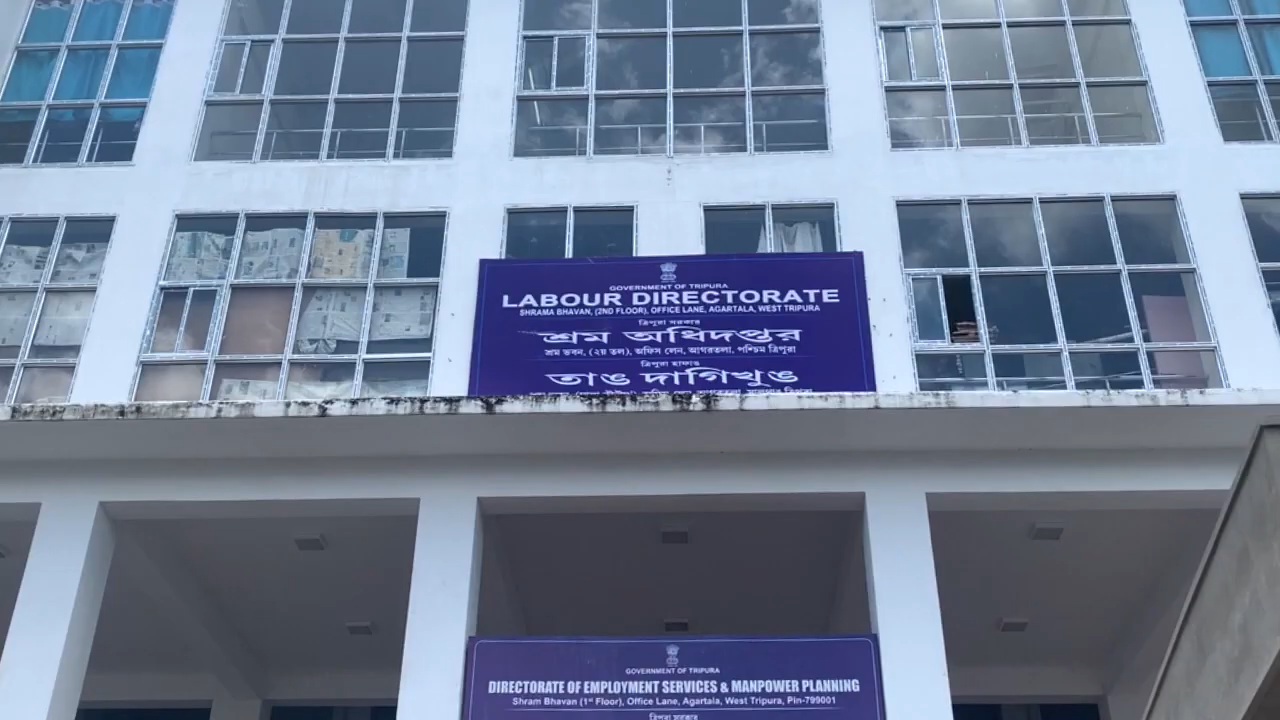 GOVERNMENT OF TRIPURA
LABOUR DIRECTORATE
SHRAMA BHAVAN, (2ND FLOOR), OFFICE LANE, AGARTALA, WEST TRIPURA
ত্রিপুরা সরকার
শ্রম অধিদপ্তর
শ্রম ভবন, (২য় তল), অফিস লেন, আগরতলা, পশ্চিম ত্রিপুরা
ত্রিপুরা হাফাঙ
তাঙ দাগিখুঙ
GOVERNMENT OF TRIPURA
DIRECTORATE OF EMPLOYMENT SERVICES & MANPOWER PLANNING
Shram Bhavan (1st Floor), Office Lane, Agartala, West Tripura, Pin-799001
ত্রিপুরা সরকার